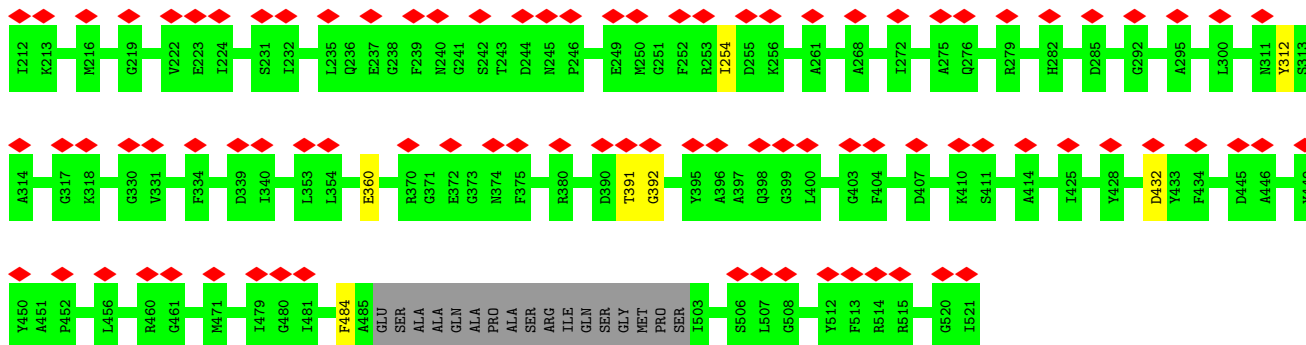 I212 K213 M216 G219 V222 E223 I224 S231 I232 L235 Q236 E237 G238 F239 N240 G241 S242 T243 D244 N245 P246 E249 M250 G251 F252 R253 I254 D255 K256 A261 A268 I272 A275 Q276 R279 H282 D285 G292 A295 L300 N311 Y312 S313
A314 G317 K318 G330 V331 F334 D339 I340 L353 L354 E360 R370 G371 E372 G373 N374 F375 R380 D390 T391 G392 Y395 A396 A397 Q398 G399 L400 G403 F404 D407 K410 S411 A414 I425 Y428 D432 Y433 F434 D445 A446
Y450 A451 P452 L456 R460 G461 M471 I479 G480 I481 F484 A485 GLU SER ALA ALA GLN ALA PRO ALA SER ARG ILE GLN SER GLY MET PRO SER I503 S506 L507 G508 Y512 F513 R514 R515 G520 I521